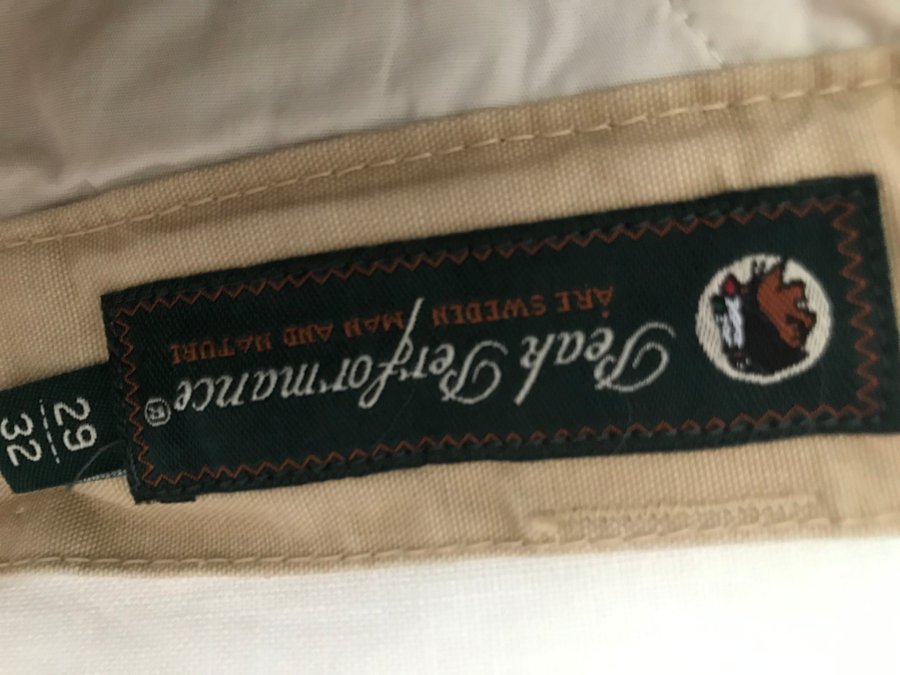 Peak Performance®
ÅRE SWEDEN MAN AND NATURE
29
32